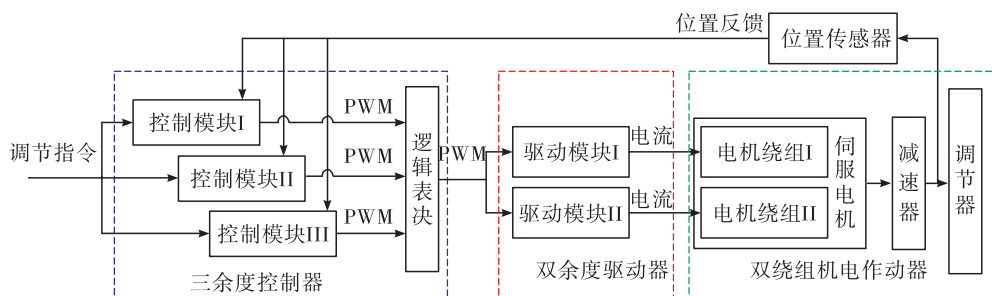 位置反馈
位置传感器
控制模块I
PWM
调节指令
控制模块II
PWM
控制模块III
PWM
逻辑表决
PWM
驱动模块I
电流
驱动模块II
电流
电机绕组I
电机绕组II
伺服电机
减速器
调节器
三余度控制器
双余度驱动器
双绕组机电作动器